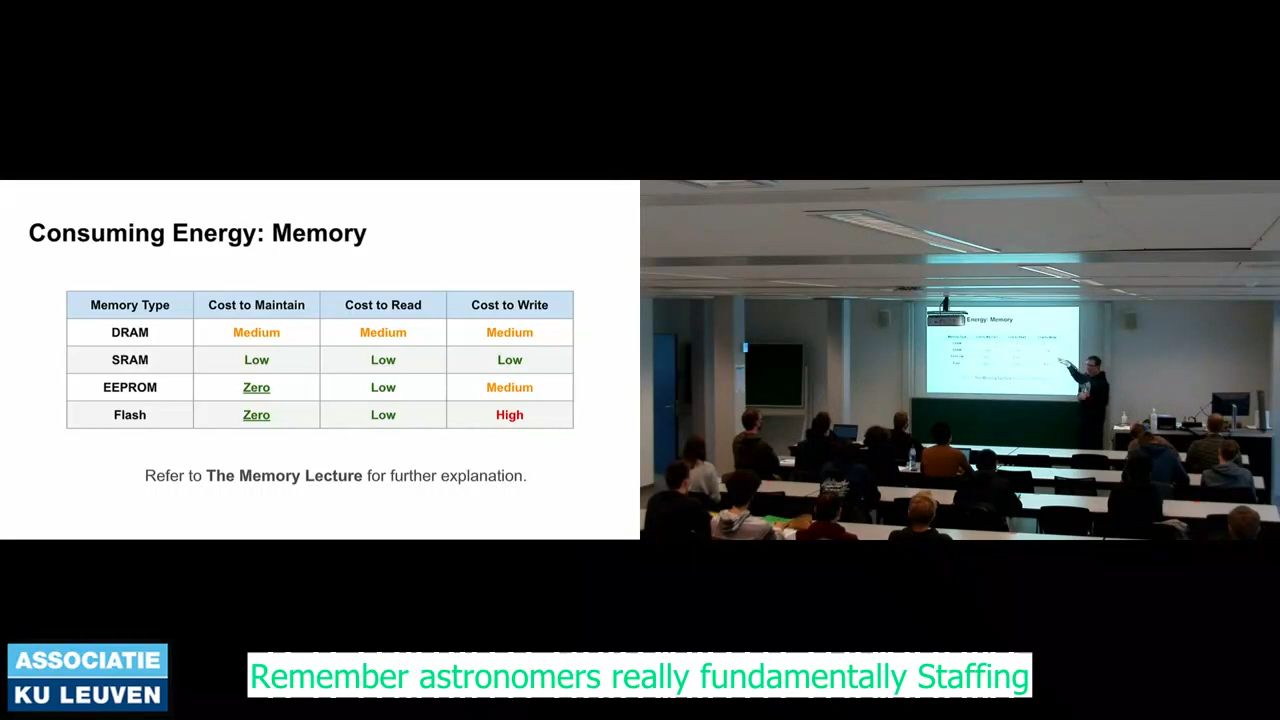 Consuming Energy: Memory
Memory Type Cost to Maintain Cost to Read Cost to Write
DRAM Medium Medium Medium
SRAM Low Low Low
EEPROM Zero Low Medium
Flash Zero Low High
Refer to The Memory Lecture for further explanation.
Energy: Memory
ASSOCIATIE
KU LEUVEN
Remember astronomers really fundamentally Staffing